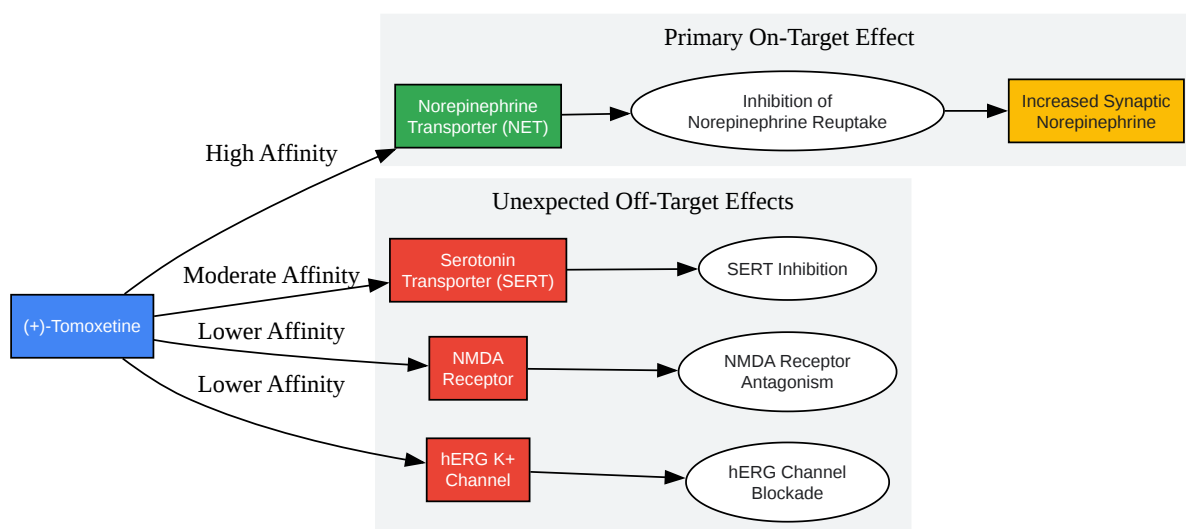 Primary On-Target Effect
Norepinephrine
Transporter (NET)
Inhibition of
Norepinephrine Reuptake
Increased Synaptic
Norepinephrine
High Affinity
Unexpected Off-Target Effects
Serotonin
Transporter (SERT)
SERT Inhibition
Moderate Affinity
(+)-Tomoxetine
Lower Affinity
NMDA
Receptor
NMDA Receptor
Antagonism
Lower Affinity
hERG K+
Channel
hERG Channel
Blockade